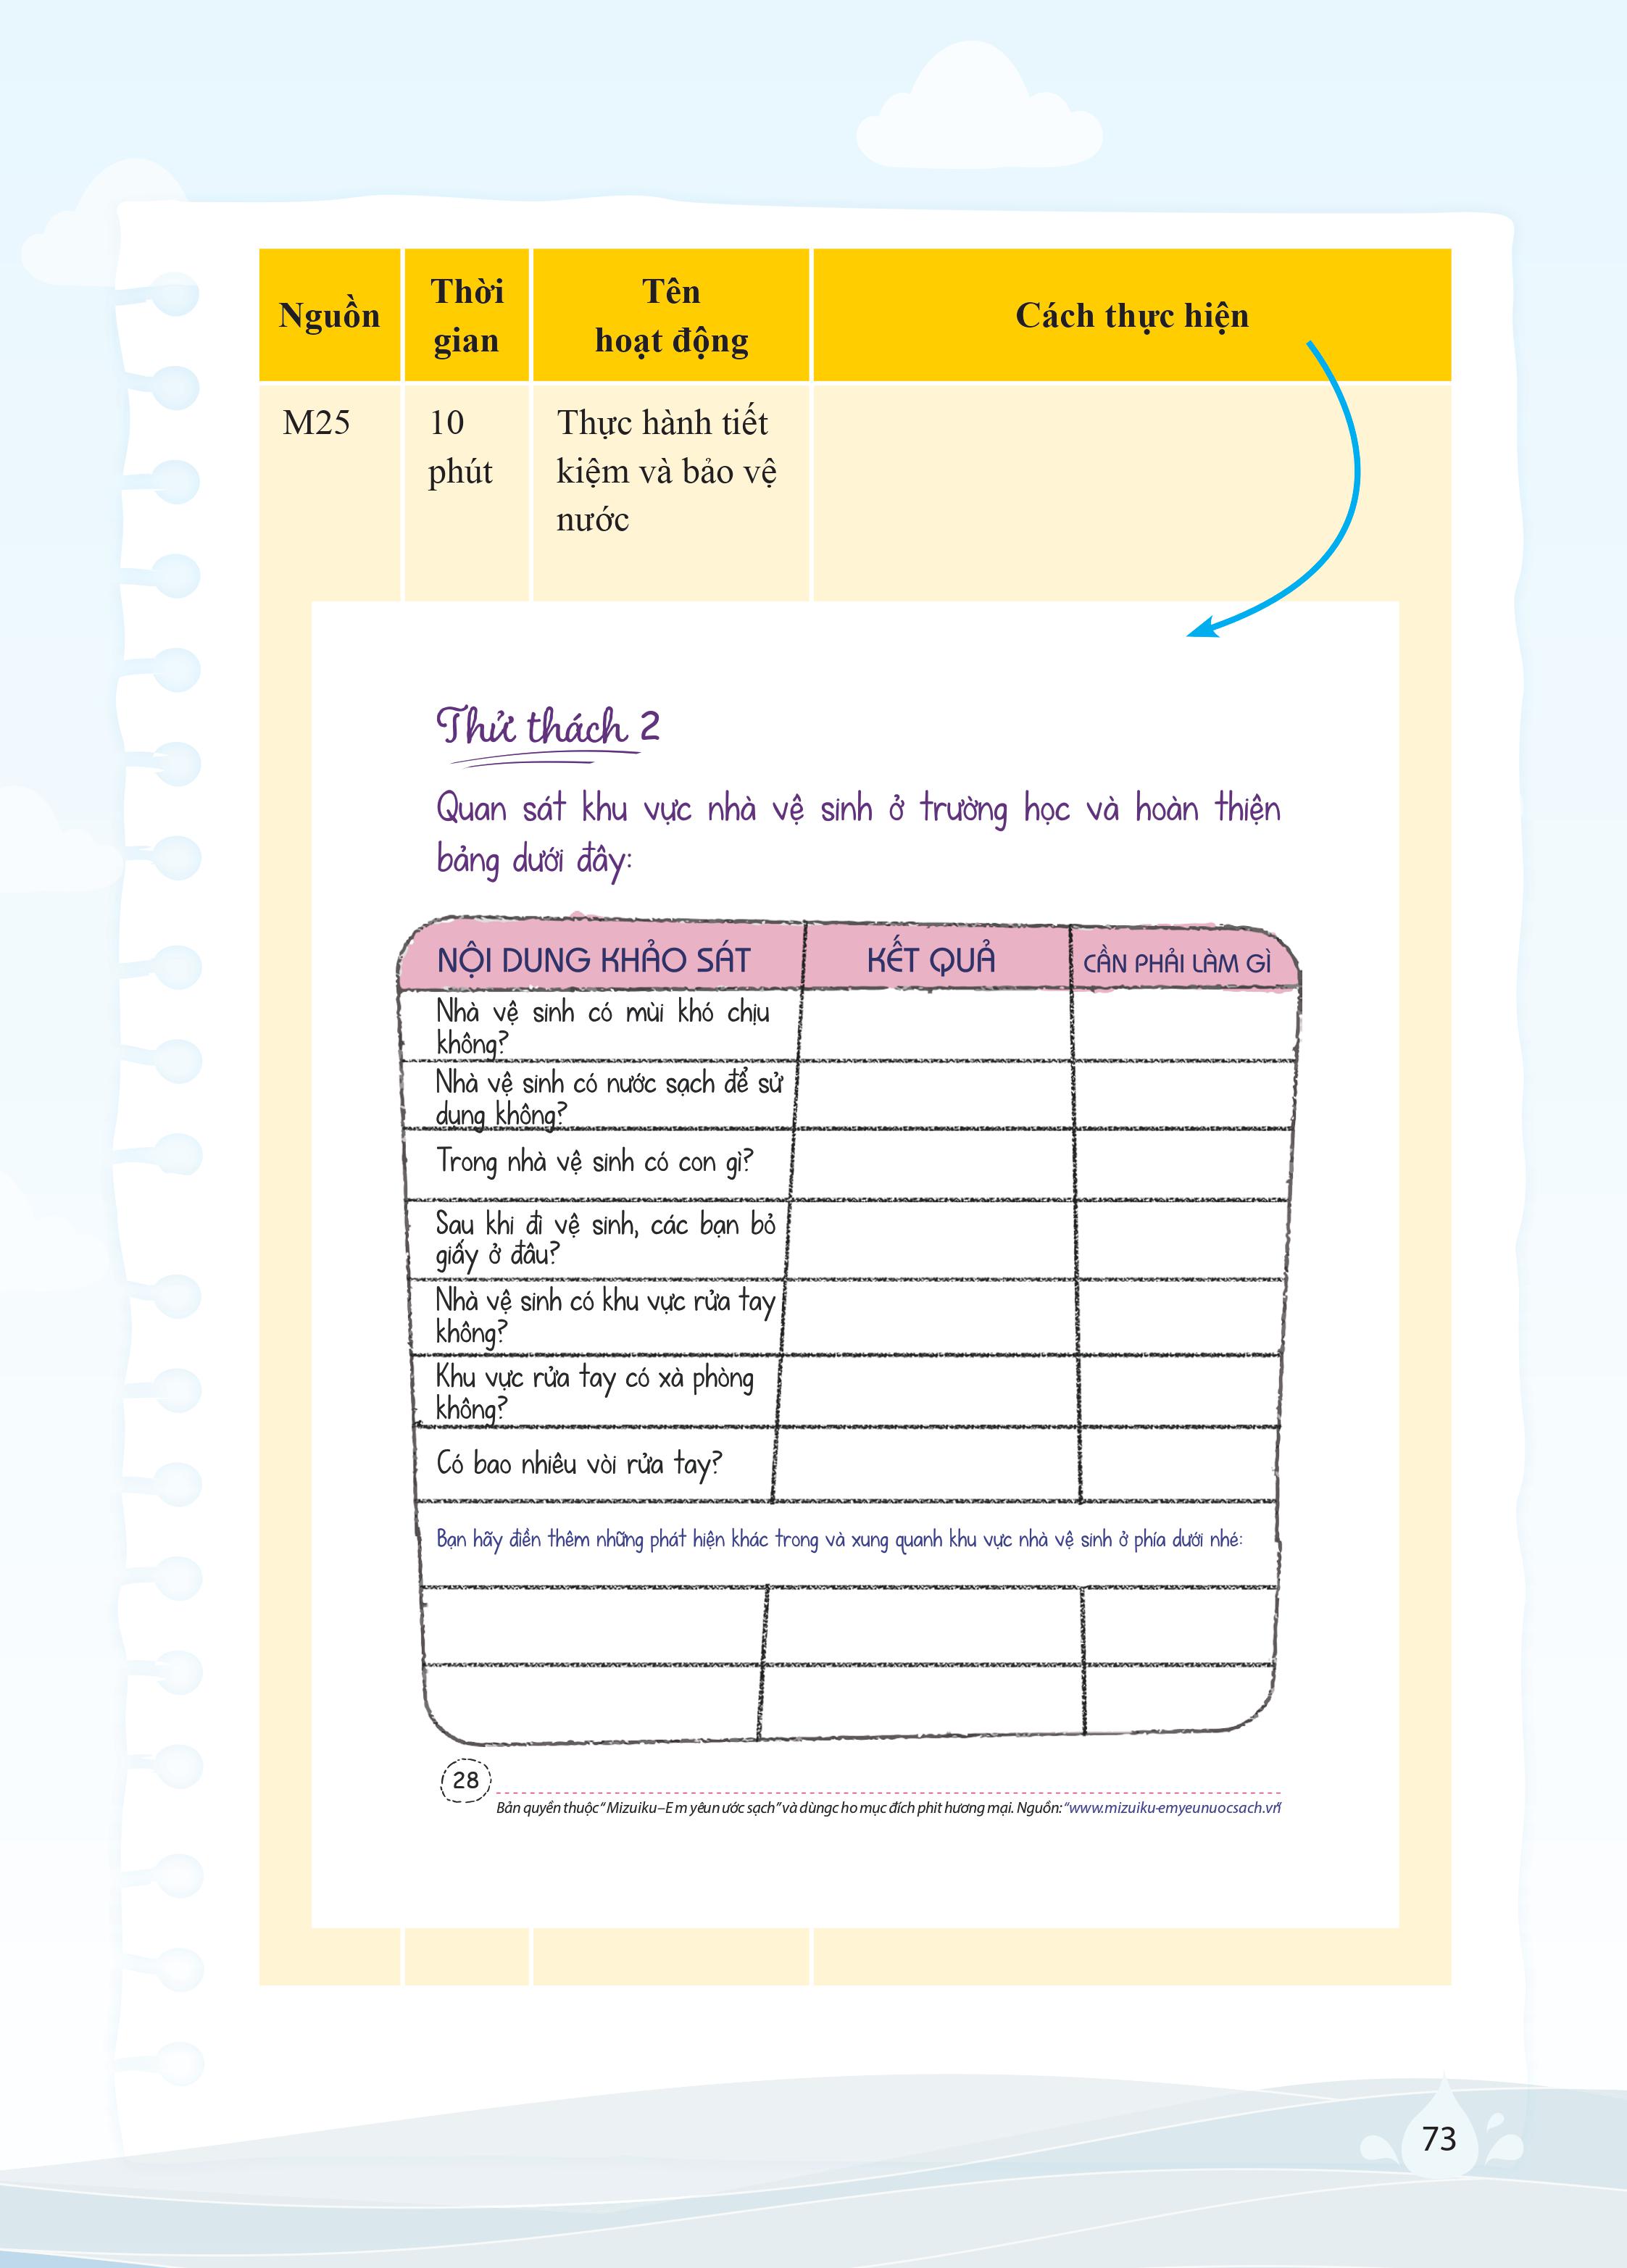 Nguồn
Thời
gian
Tên
hoạt động
Cách thực hiện
M25
10
phút
Thực hành tiết
kiệm và bảo vệ
nước
Thử thách 2
Quan sát khu vực nhà vệ sinh ở trường học và hoàn thiện
bảng dưới đây:
NỘI DUNG KHẢO SÁT
KẾT QUẢ
CẦN PHẢI LÀM GÌ
Nhà vệ sinh có mùi khó chịu
không?
Nhà vệ sinh có nước sạch để sử
dụng không?
Trong nhà vệ sinh có con gì?
Sau khi đi vệ sinh, các bạn bỏ
giấy ở đâu?
Nhà vệ sinh có khu vực rửa tay
không?
Khu vực rửa tay có xà phòng
không?
Có bao nhiêu vòi rửa tay?
Bạn hãy điền thêm những phát hiện khác trong và xung quanh khu vực nhà vệ sinh ở phía dưới nhé:
28
Bản quyền thuộc “ Mizuiku – E m yêun ước sạch” và dùngc ho mục đích phit hương mại. Nguồn: “www.mizuiku-emyeunuocsach.vn“
73